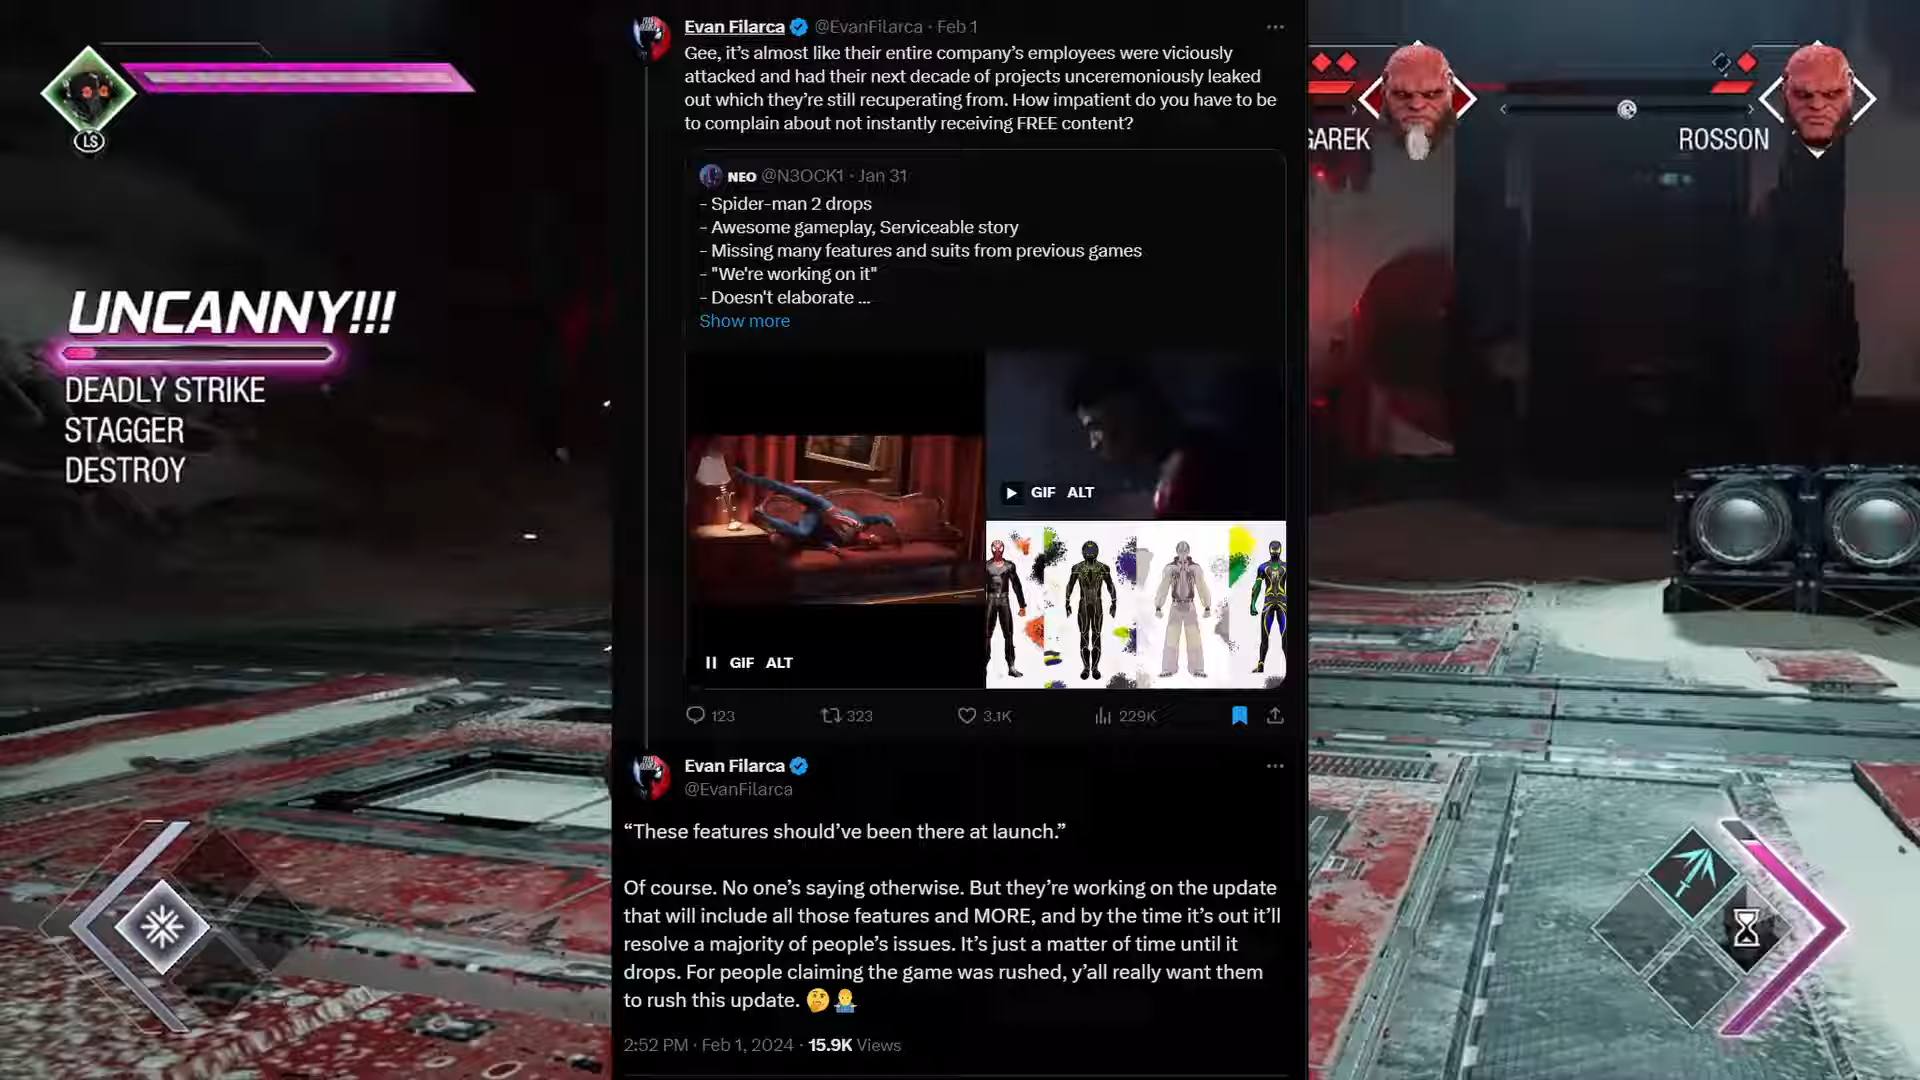 LS
UNCANNY!!!
DEADLY STRIKE
STAGGER
DESTROY
Evan Filarca @EvanFilarca · Feb 1
Gee, it's almost like their entire company's employees were viciously
attacked and had their next decade of projects unceremoniously leaked
out which they're still recuperating from. How impatient do you have to be
to complain about not instantly receiving FREE content?
NEO @N3OCK1 · Jan 31
- Spider-man 2 drops
- Awesome gameplay, Serviceable story
- Missing many features and suits from previous games
- "We're working on it"
- Doesn't elaborate ...
Show more
GIF ALT
GIF ALT
123 323 3.1K 229K
Evan Filarca
@EvanFilarca
“These features should’ve been there at launch.”
Of course. No one’s saying otherwise. But they’re working on the update
that will include all those features and MORE, and by the time it’s out it’ll
resolve a majority of people’s issues. It’s just a matter of time until it
drops. For people claiming the game was rushed, y’all really want them
to rush this update. 🤔🤷‍♂️
2:52 PM · Feb 1, 2024 · 15.9K Views
GAREK
ROSSON